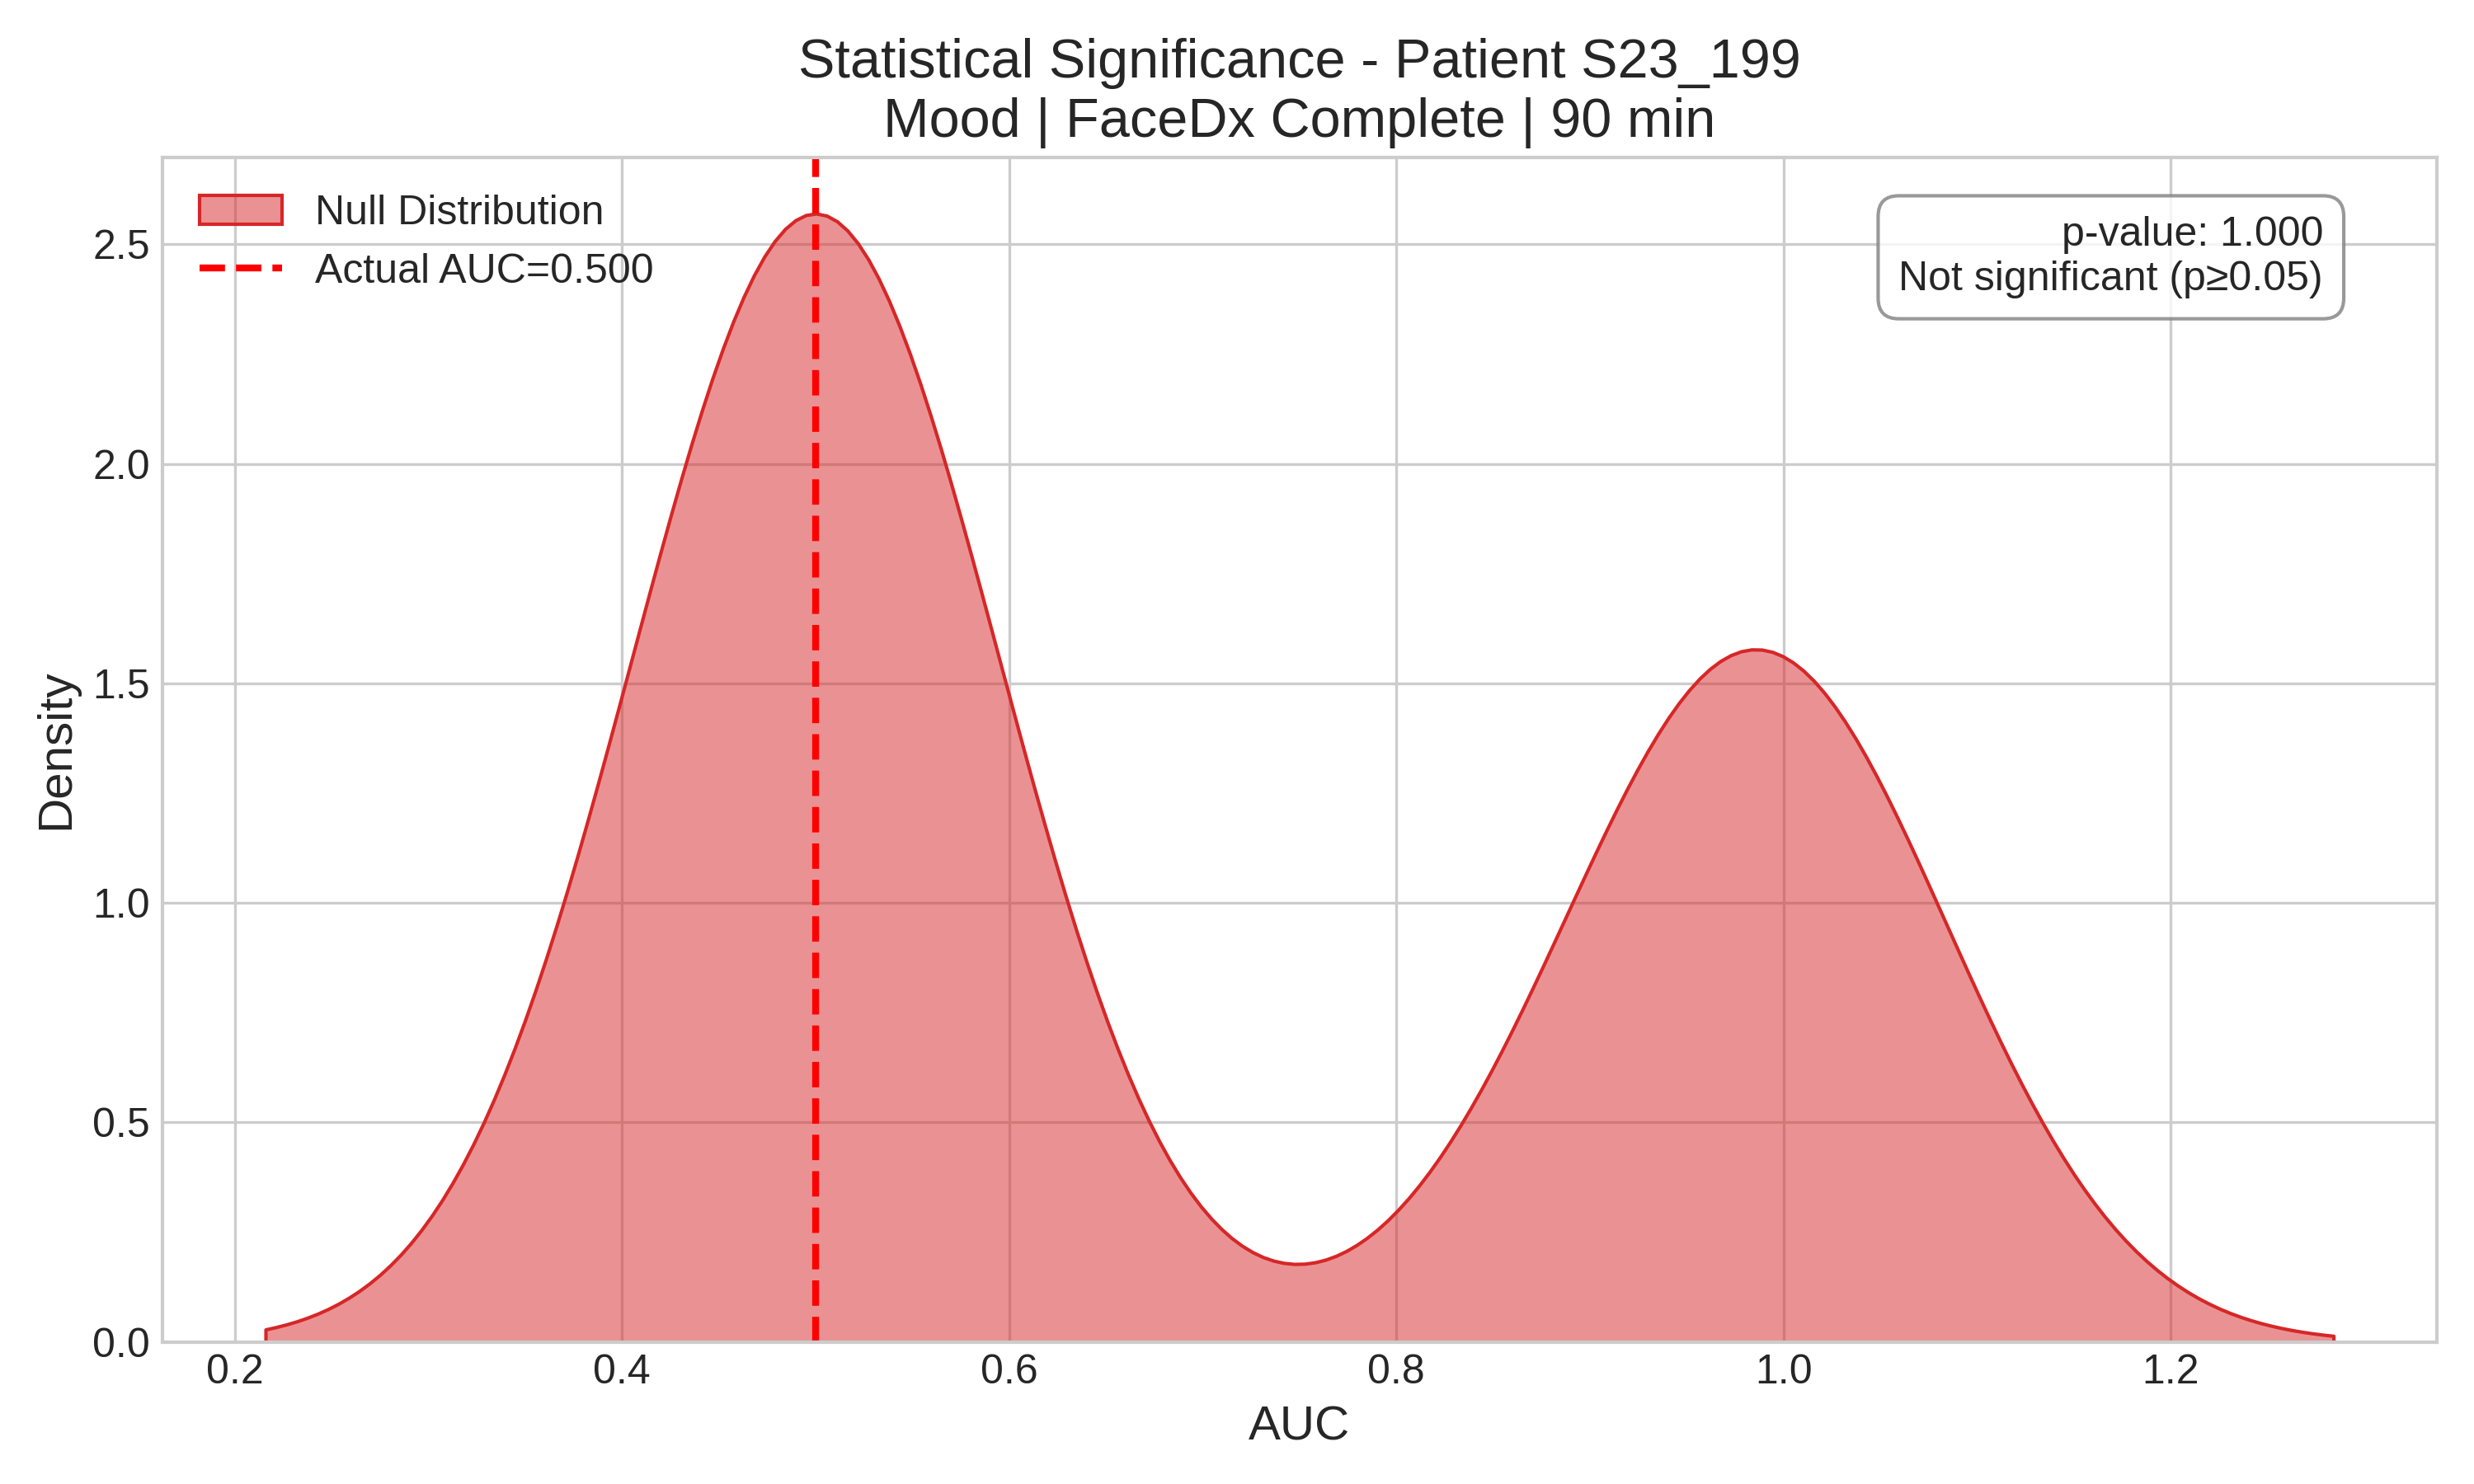 Statistical Significance - Patient S23_199
Mood | FaceDx Complete | 90 min
Null Distribution
Actual AUC=0.500
p-value: 1.000
Not significant (p≥0.05)
Density
2.5
2.0
1.5
1.0
0.5
0.0
0.2
0.4
0.6
0.8
1.0
1.2
AUC